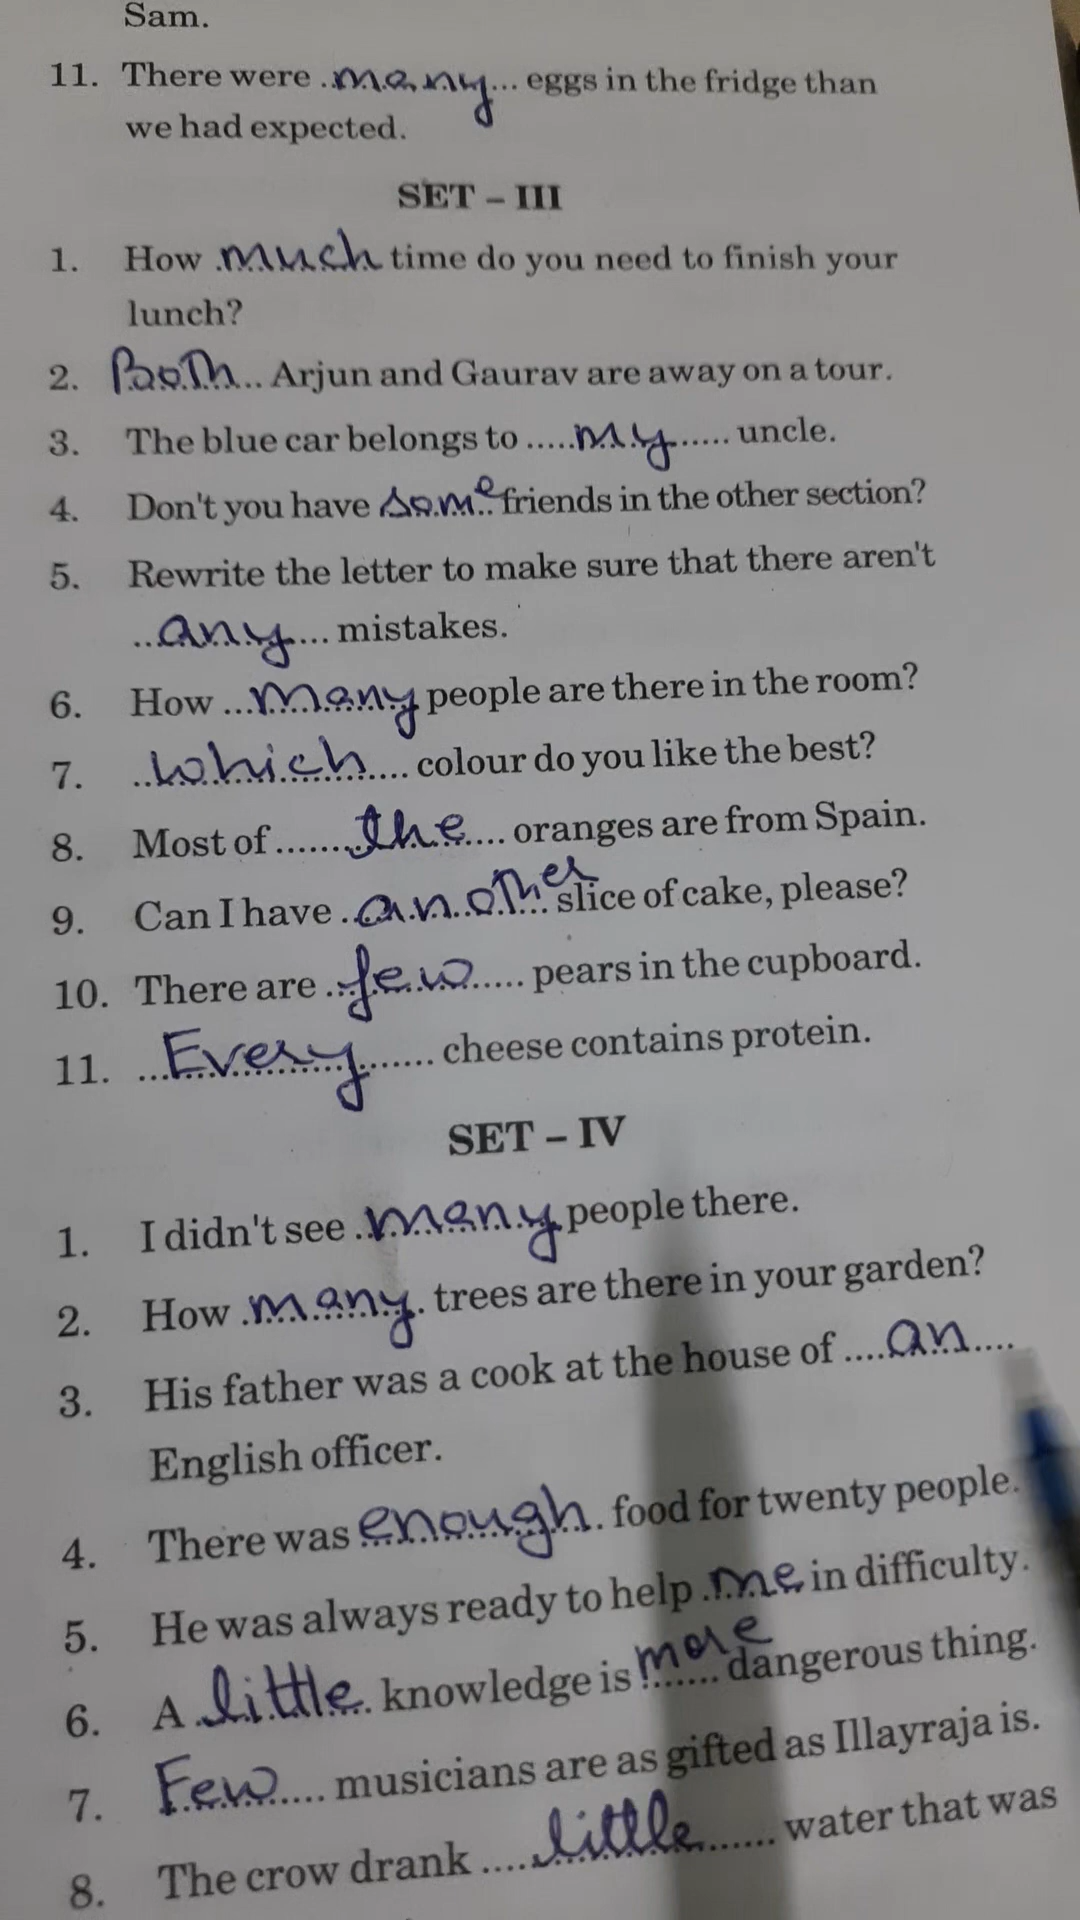 Sam.
11. There were .many... eggs in the fridge than
we had expected.
SET – III
1. How .much time do you need to finish your
lunch?
2. Both... Arjun and Gaurav are away on a tour.
3. The blue car belongs to .....my...... uncle.
4. Don't you have some friends in the other section?
5. Rewrite the letter to make sure that there aren't
..any.... mistakes.
6. How ...many people are there in the room?
7. ..which.... colour do you like the best?
8. Most of .......the.... oranges are from Spain.
9. Can I have .another slice of cake, please?
10. There are ..few..... pears in the cupboard.
11. ...Every....... cheese contains protein.
SET – IV
1. I didn't see ..many people there.
2. How .many. trees are there in your garden?
3. His father was a cook at the house of ....an....
English officer.
4. There was enough. food for twenty people.
5. He was always ready to help .me in difficulty.
6. A .little. knowledge is more dangerous thing.
7. Few.... musicians are as gifted as Illayraja is.
8. The crow drank ....little...... water that was